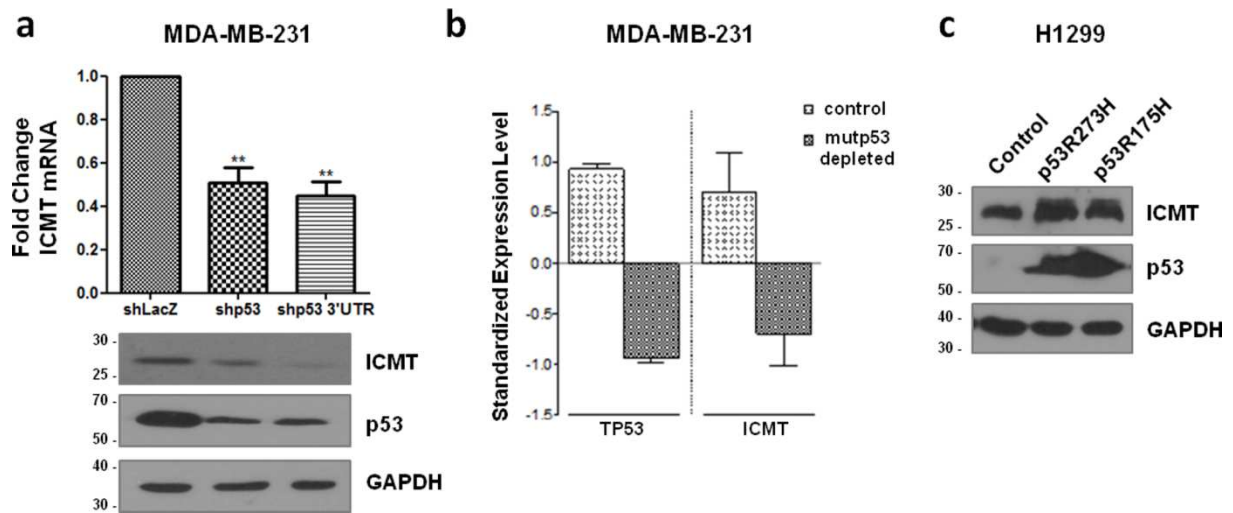 a
MDA-MB-231
Fold Change
ICMT mRNA
1.0
0.8
0.6
0.4
0.2
0.0
**
**
shLacZ shp53 shp53 3'UTR
30 -
25 -
ICMT
70 -
50 -
p53
40 -
30 -
GAPDH
b
MDA-MB-231
Standardized Expression Level
1.5
1.0
0.5
0.0
-0.5
-1.0
-1.5
control
mutp53
depleted
TP53 ICMT
c
H1299
Control p53R273H p53R175H
30 -
25 -
ICMT
70 -
50 -
p53
40 -
30 -
GAPDH